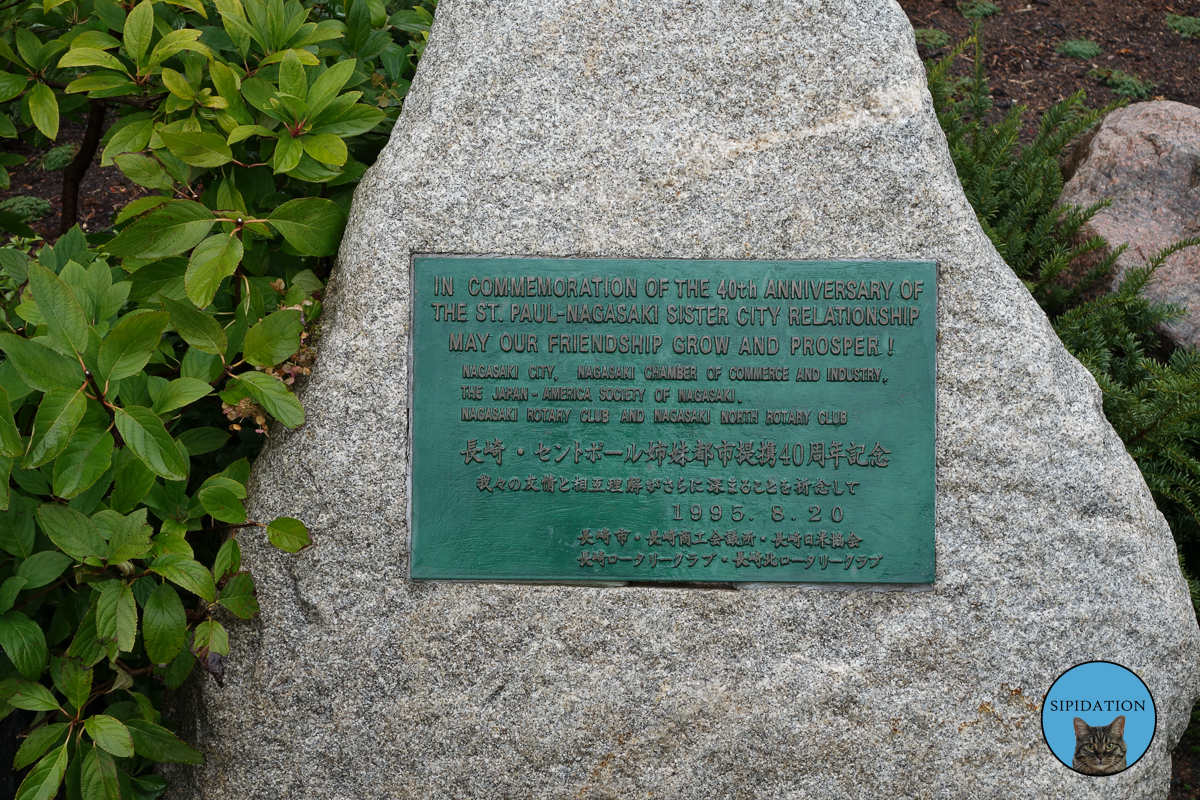 IN COMMEMORATION OF THE 40th ANNIVERSARY OF
THE ST. PAUL-NAGASAKI SISTER CITY RELATIONSHIP
MAY OUR FRIENDSHIP GROW AND PROSPER!
NAGASAKI CITY, NAGASAKI CHAMBER OF COMMERCE AND INDUSTRY,
THE JAPAN-AMERICA SOCIETY OF NAGASAKI,
NAGASAKI ROTARY CLUB AND NAGASAKI NORTH ROTARY CLUB
長崎・セントポール姉妹都市提携40周年記念
我々の友情と相互理解がさらに深まることを祈念して
1995. 8. 20
長崎市・長崎商工会議所・長崎日米協会
長崎ロータリークラブ・長崎北ロータリークラブ
SIPIDATION